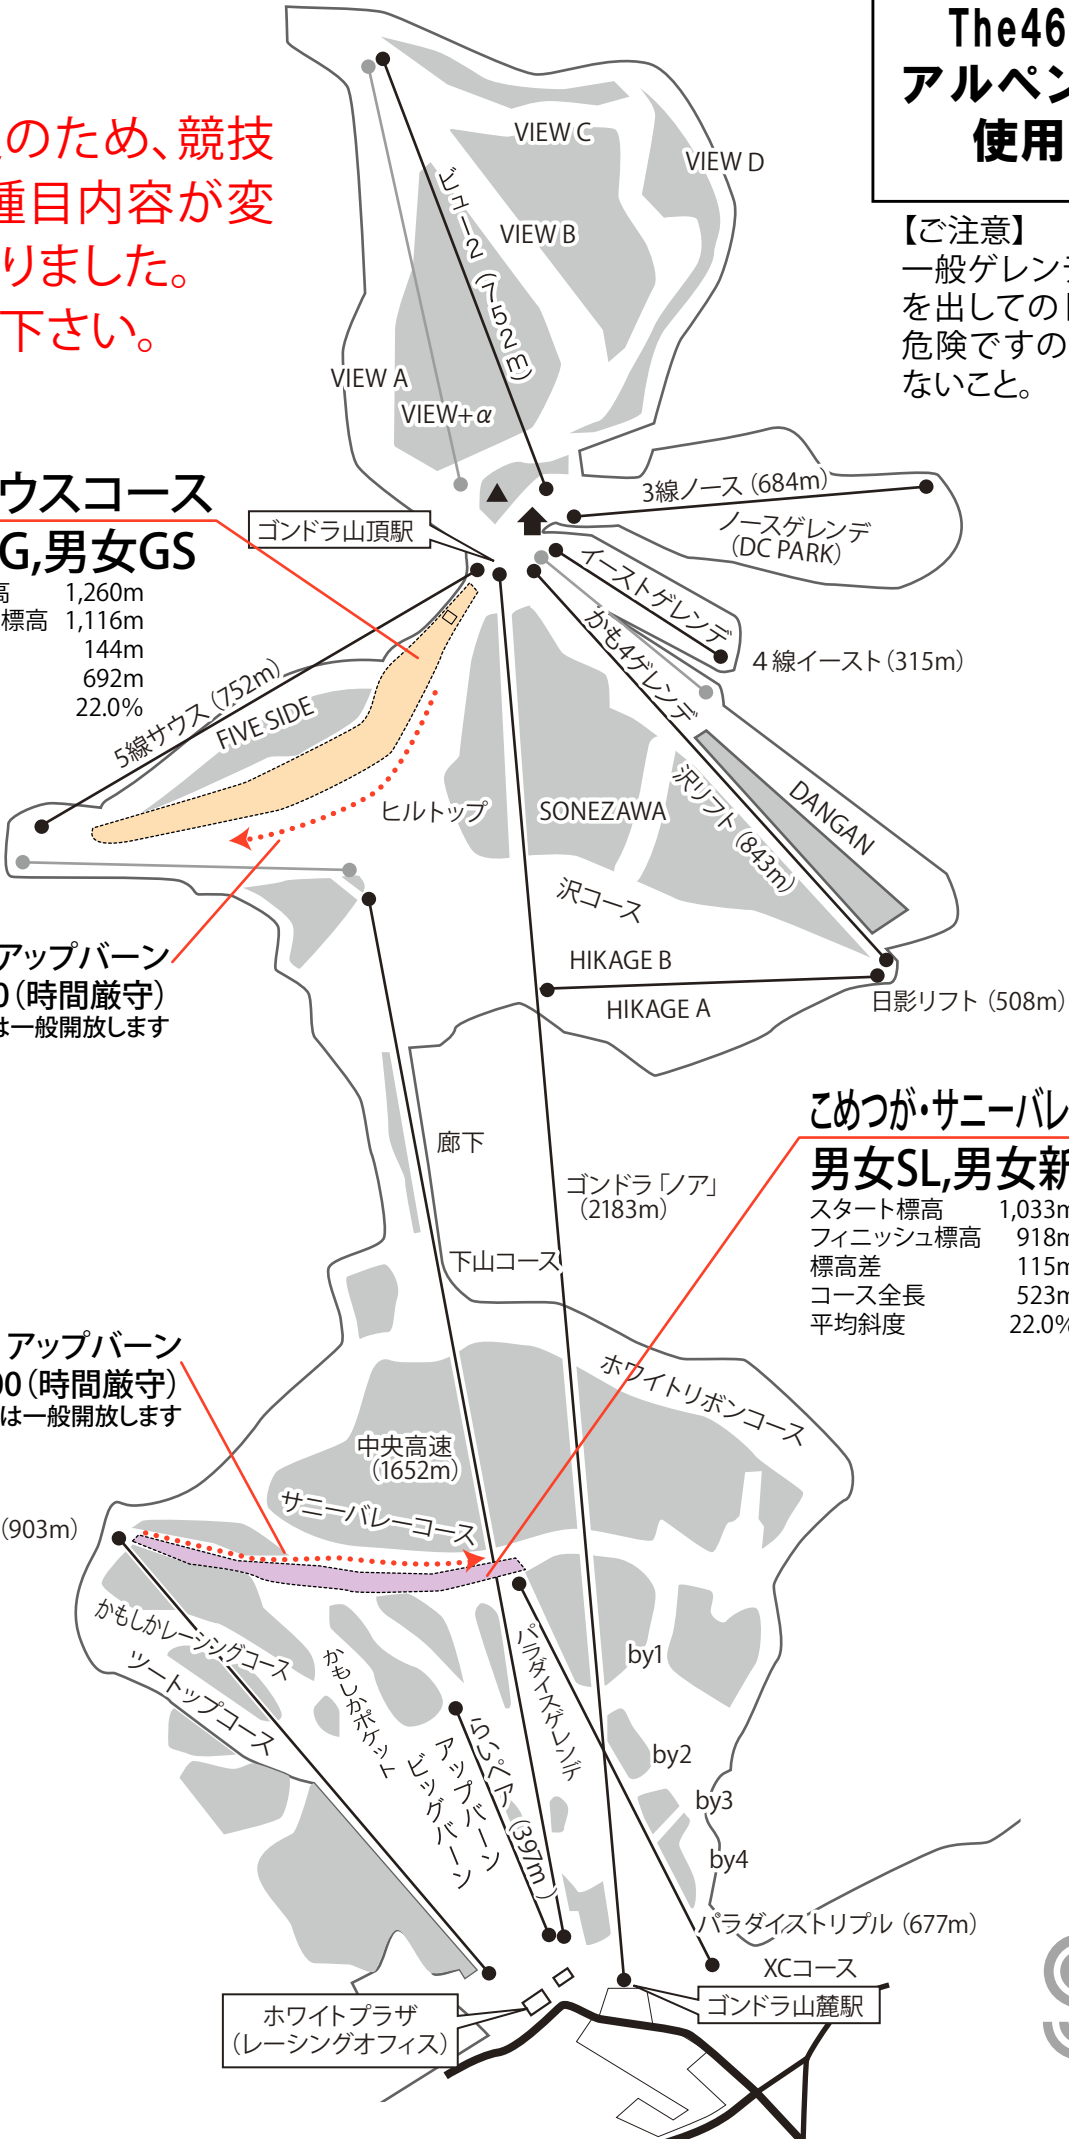 The46
アルペン
使用
のため、競技
種目内容が変
りました。
下さい。
【ご注意】
一般ゲレンデ
を出しての
危険ですの
ないこと。
VIEW C
VIEW D
VIEW B
ビュー2(752m)
VIEW A
VIEW+α
ウスコース
G,男女GS
高 1,260m
標高 1,116m
144m
692m
22.0%
ゴンドラ山頂駅
3線ノース(684m)
ノースゲレンデ
(DC PARK)
イーストゲレンデ
4線イースト(315m)
かも4ゲレンデ
5線サウス(752m)
FIVE SIDE
ヒルトップ
SONEZAWA
沢リフト(843m)
DANGAN
沢コース
HIKAGE B
HIKAGE A
日影リフト(508m)
アップバーン
0(時間厳守)
は一般開放します
廊下
ゴンドラ「ノア」
(2183m)
下山コース
こめつが・サニーバレ
男女SL,男女新
スタート標高 1,033m
フィニッシュ標高 918m
標高差 115m
コース全長 523m
平均斜度 22.0%
アップバーン
00(時間厳守)
は一般開放します
ホワイトリボンコース
中央高速
(1652m)
サニーバレーコース
(903m)
かもしかレーシングコース
ツートップコース
かもしかポケット
ビッグバーン
アップバーン
らいペア(397m)
パラダイスゲレンデ
by1
by2
by3
by4
パラダイストリプル(677m)
XCコース
ゴンドラ山麓駅
ホワイトプラザ
(レーシングオフィス)